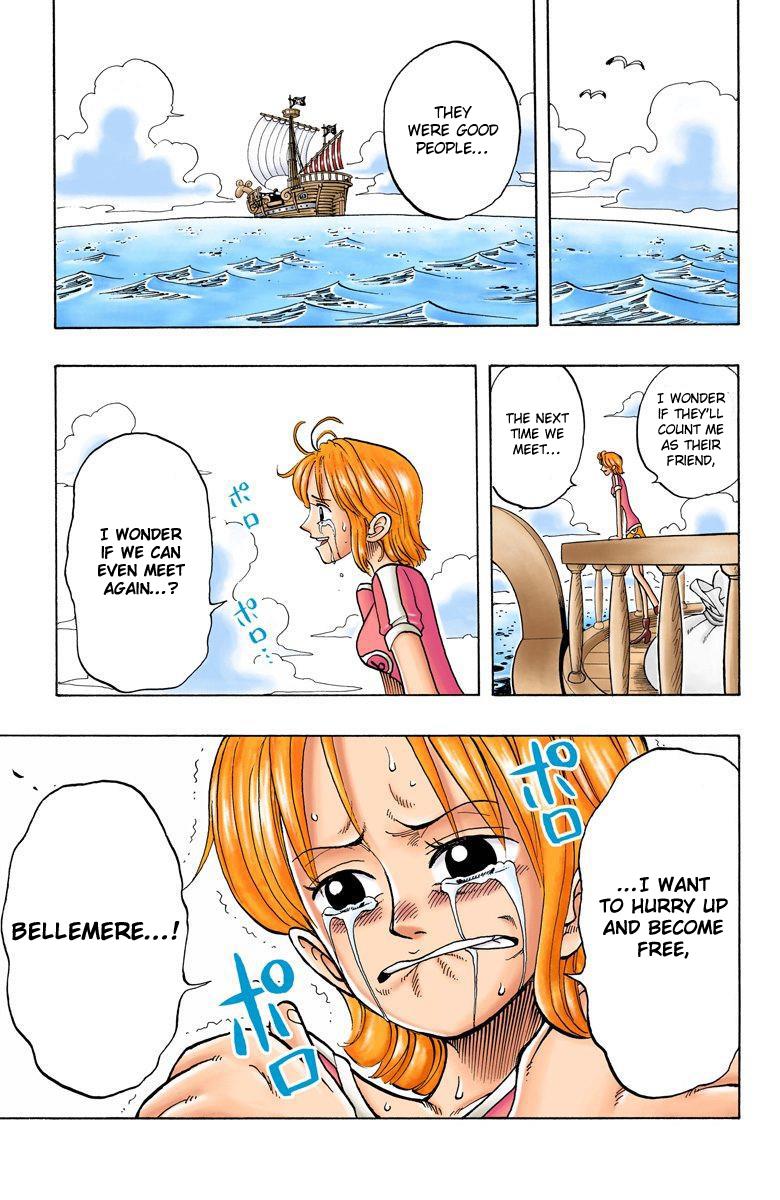 THEY
WERE GOOD
PEOPLE...
I WONDER
IF THEY'LL
COUNT ME
AS THEIR
FRIEND,
THE NEXT
TIME WE
MEET...
ポロ
ポロ...
I WONDER
IF WE CAN
EVEN MEET
AGAIN...?
ポロ
...I WANT
TO HURRY UP
AND BECOME
FREE,
ポロ
BELLEMERE...!